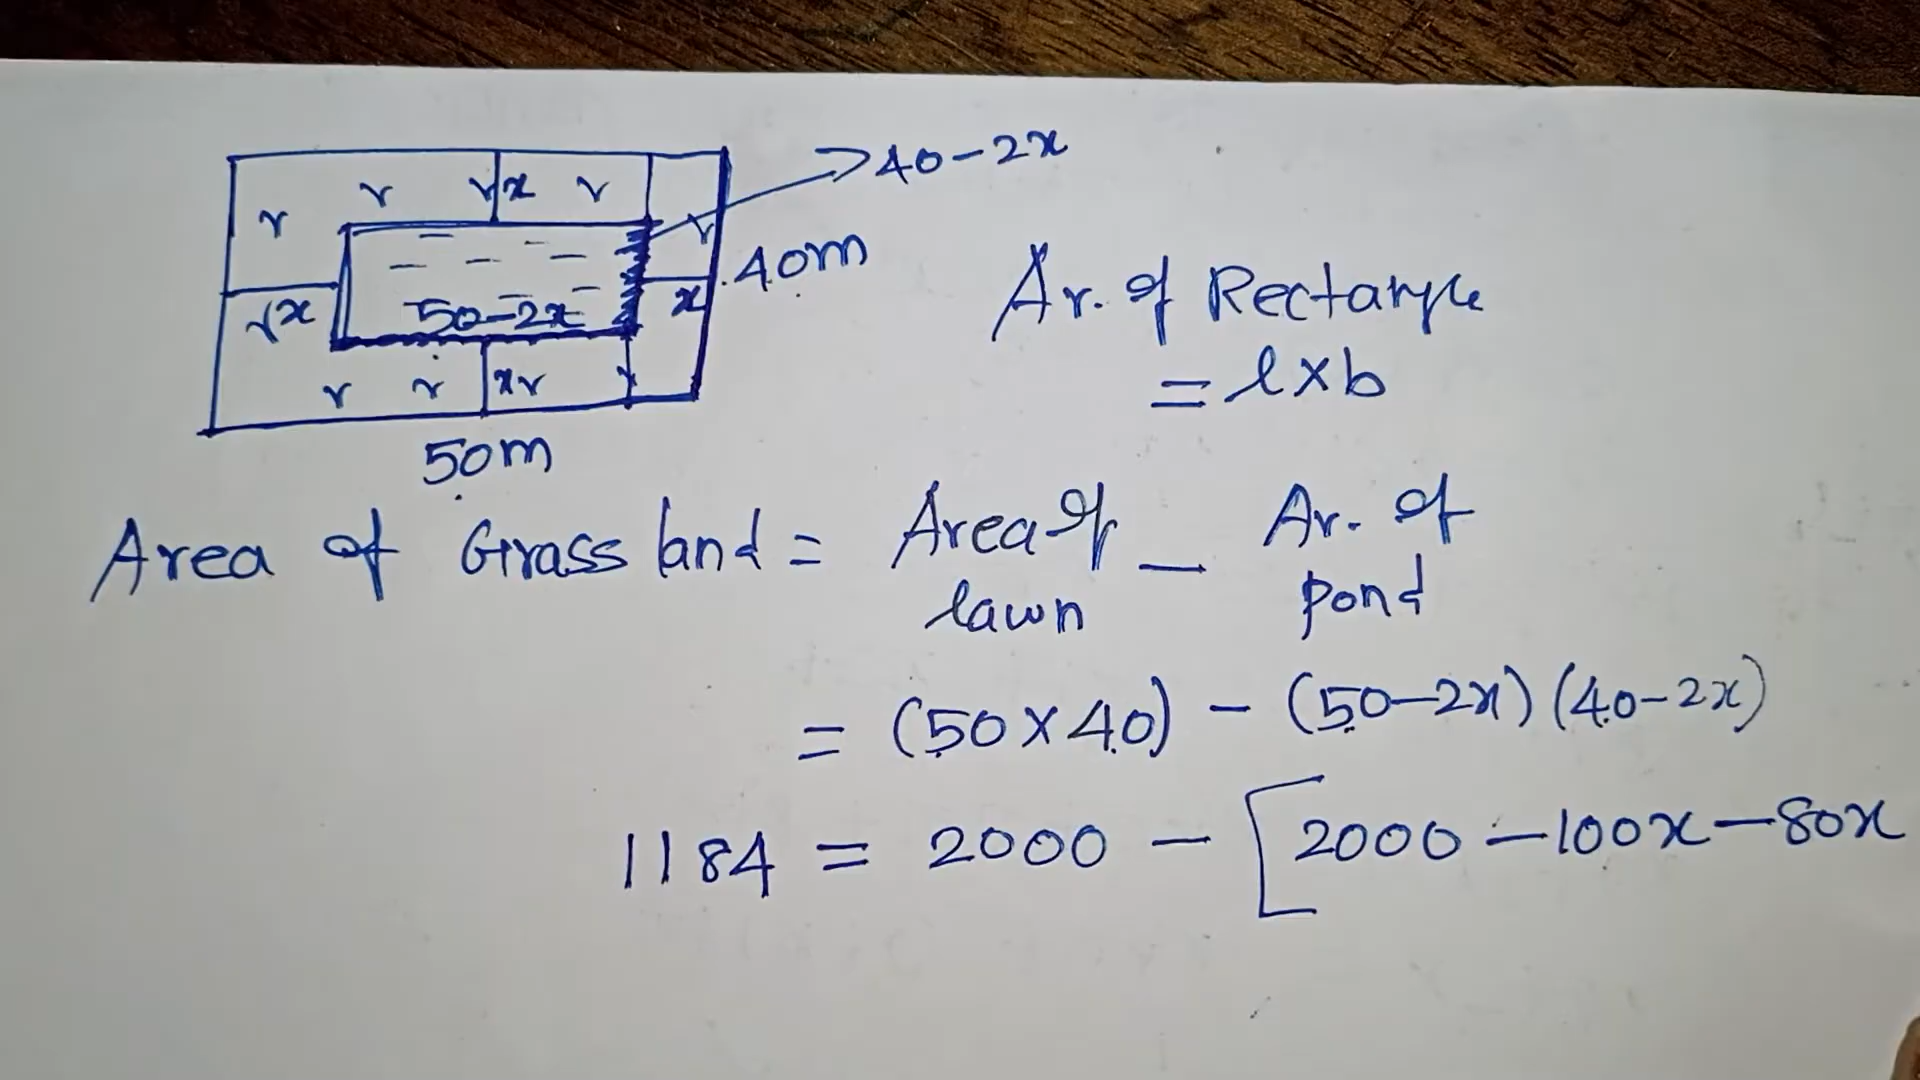 40-2x
r r √x r
r r
40m
√x 50-2x x
r r xr r
50m
Ar. of Rectangle
= l×b
Area of Grass land = Area of lawn - Ar. of pond
= (50×40) - (50-2x) (40-2x)
1184 = 2000 - [2000 -100x-80x